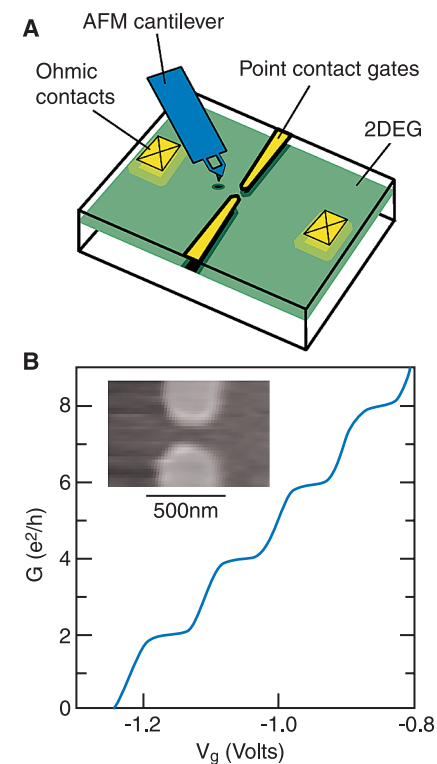 A
AFM cantilever
Ohmic
contacts
Point contact gates
2DEG
B
8
6
4
2
0
G (e²/h)
500nm
-1.2
-1.0
-0.8
Vg (Volts)